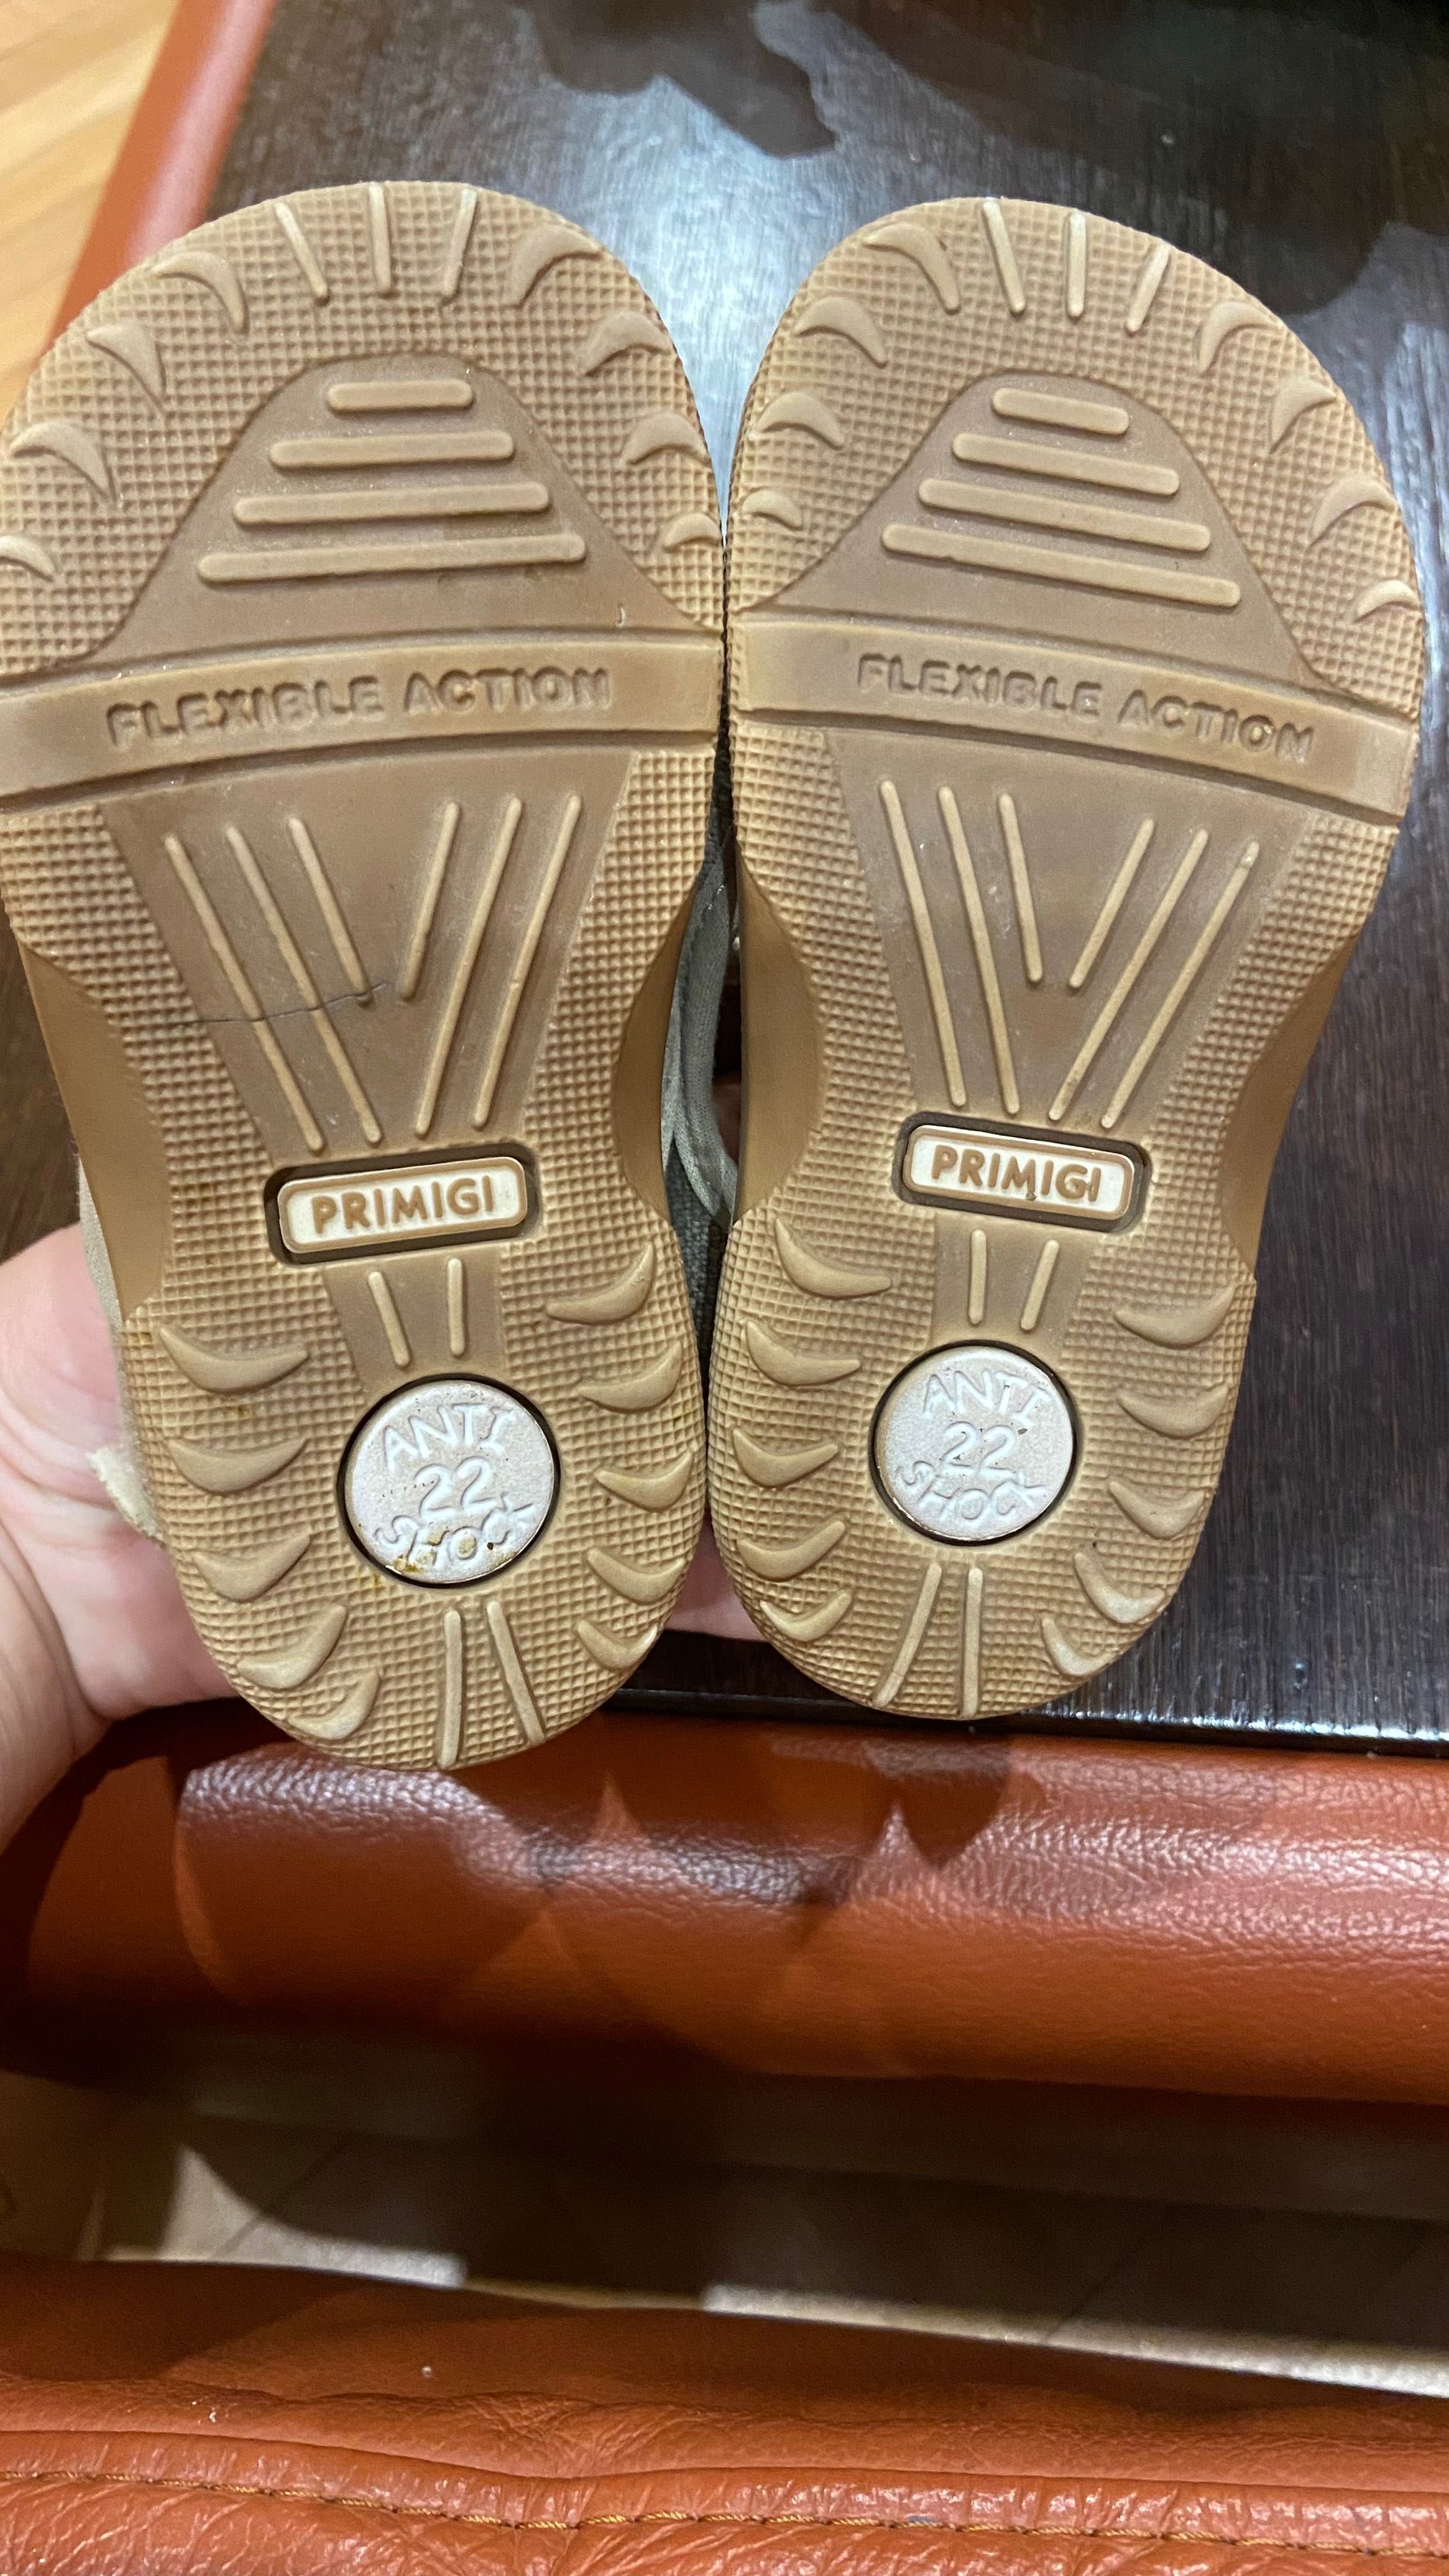 FLEXIBLE ACTION
PRIMIGI
ANTI
22
SHOCK
FLEXIBLE ACTION
PRIMIGI
ANTI
22
SHOCK